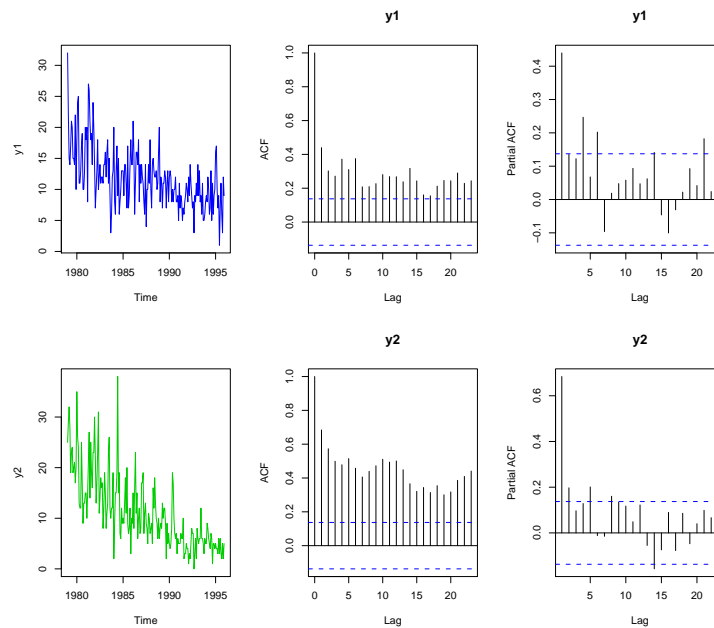 y1
y1
y1
ACF
Partial ACF
0 5 10 15 20 25 30
0.0 0.2 0.4 0.6 0.8 1.0
−0.1 0.0 0.1 0.2 0.3 0.4
1980 1985 1990 1995
0 5 10 15 20
5 10 15 20
Time
Lag
Lag
y2
y2
y2
ACF
Partial ACF
0 10 20 30
0.0 0.2 0.4 0.6 0.8 1.0
0.0 0.2 0.4 0.6
1980 1985 1990 1995
0 5 10 15 20
5 10 15 20
Time
Lag
Lag